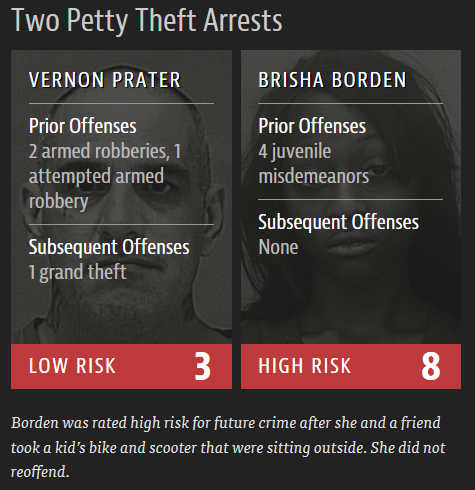 Two Petty Theft Arrests
VERNON PRATER
Prior Offenses
2 armed robberies, 1
attempted armed
robbery
Subsequent Offenses
1 grand theft
LOW RISK 3
BRISHA BORDEN
Prior Offenses
4 juvenile
misdemeanors
Subsequent Offenses
None
HIGH RISK 8
Borden was rated high risk for future crime after she and a friend
took a kid's bike and scooter that were sitting outside. She did not
reoffend.